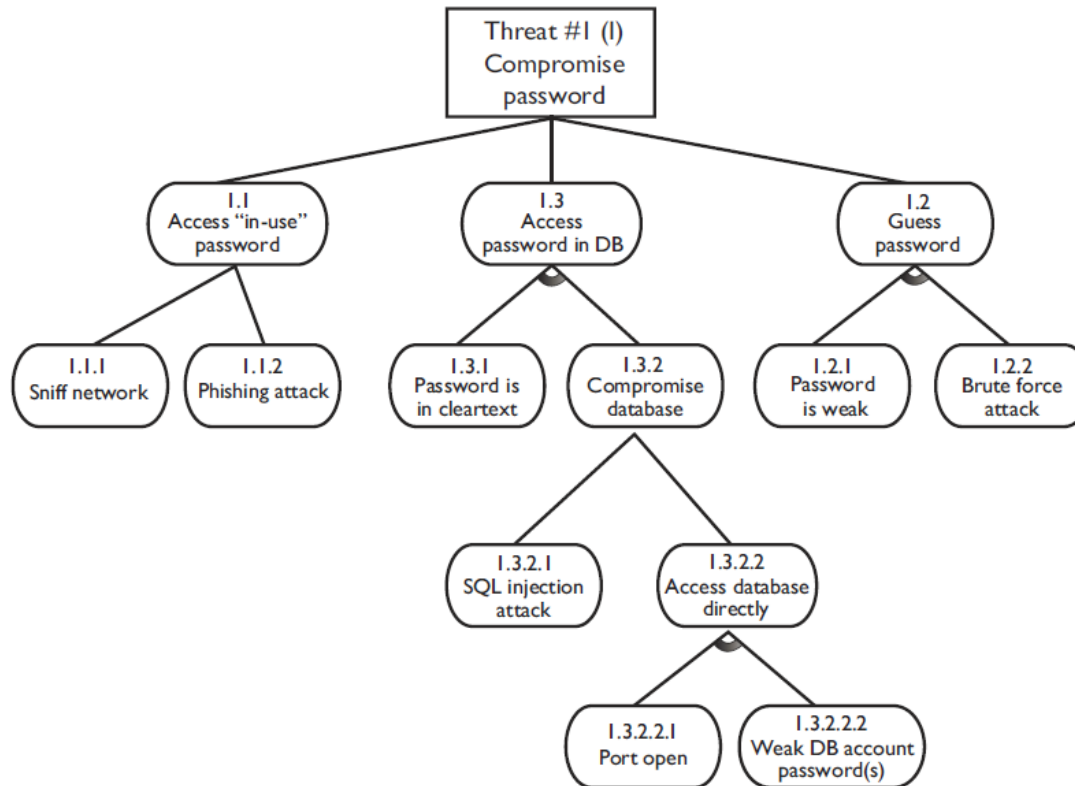 Threat #1 (I)
Compromise
password
1.1
Access “in-use”
password
1.3
Access
password in DB
1.2
Guess
password
1.1.1
Sniff network
1.1.2
Phishing attack
1.3.1
Password is
in cleartext
1.3.2
Compromise
database
1.2.1
Password
is weak
1.2.2
Brute force
attack
1.3.2.1
SQL injection
attack
1.3.2.2
Access database
directly
1.3.2.2.1
Port open
1.3.2.2.2
Weak DB account
password(s)